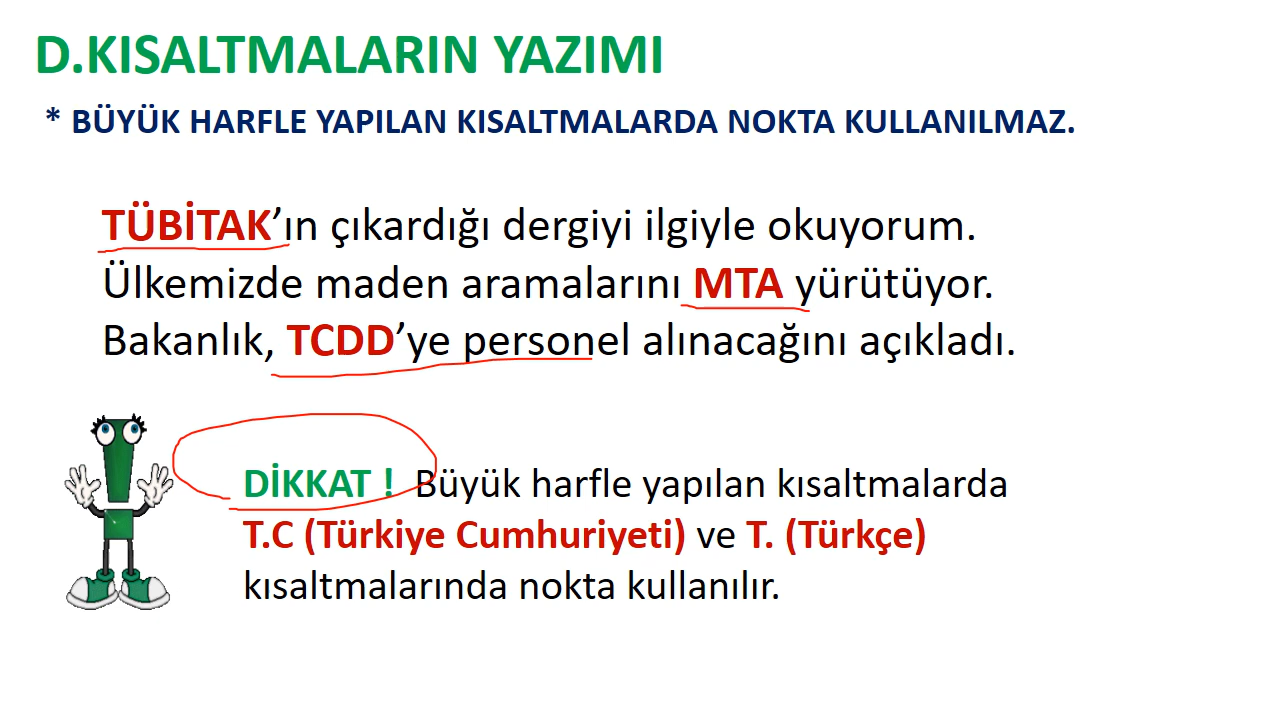 D.KISALTMALARIN YAZIMI
* BÜYÜK HARFLE YAPILAN KISALTMALARDA NOKTA KULLANILMAZ.
TÜBİTAK’ın çıkardığı dergiyi ilgiyle okuyorum.
Ülkemizde maden aramalarını MTA yürütüyor.
Bakanlık, TCDD’ye personel alınacağını açıkladı.
DİKKAT ! Büyük harfle yapılan kısaltmalarda
T.C (Türkiye Cumhuriyeti) ve T. (Türkçe)
kısaltmalarında nokta kullanılır.